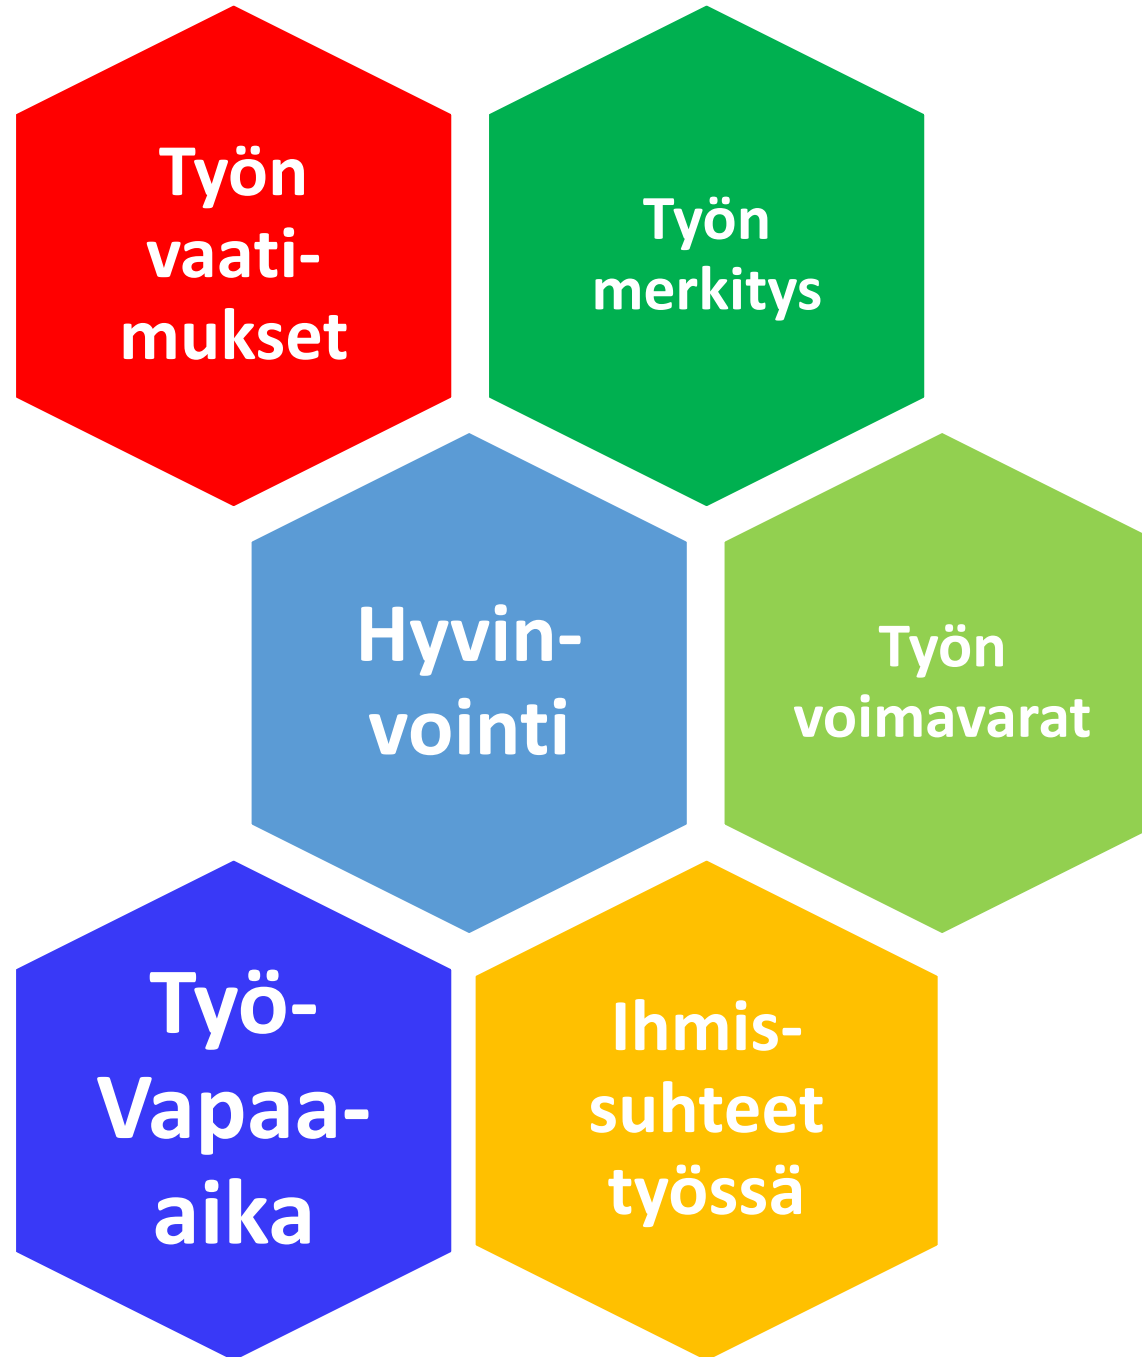 Työn
vaati-
mukset
Työn
merkitys
Hyvin-
vointi
Työn
voimavarat
Työ-
Vapaa-
aika
Ihmis-
suhteet
työssä